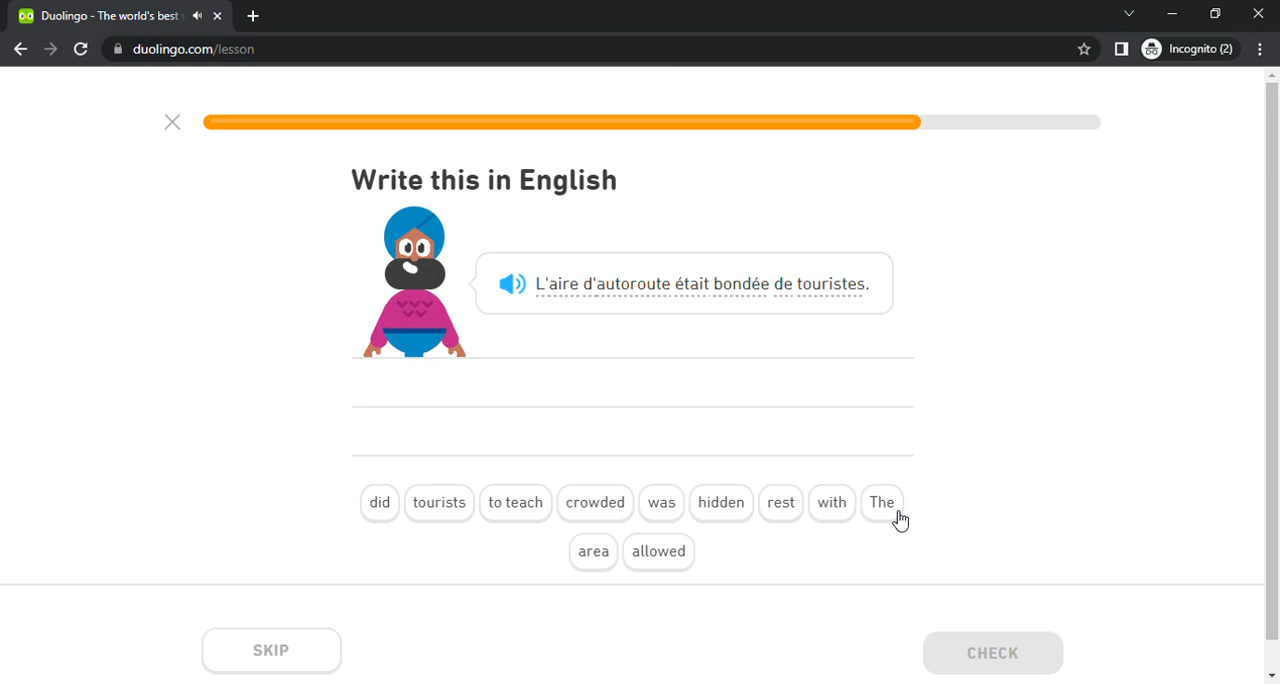 Duolingo - The world's best
duolingo.com/lesson
Incognito (2)
Write this in English
L'aire d'autoroute était bondée de touristes.
did tourists to teach crowded was hidden rest with The
area allowed
SKIP CHECK